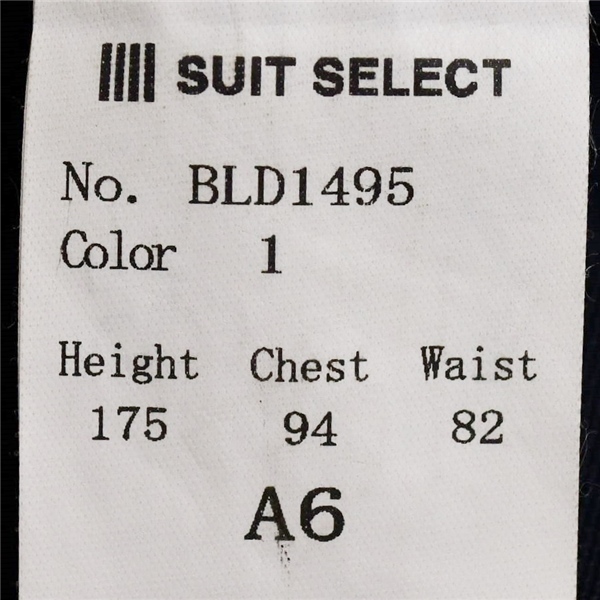 SUIT SELECT
No. BLD1495
Color 1
Height Chest Waist
175 94 82
A6